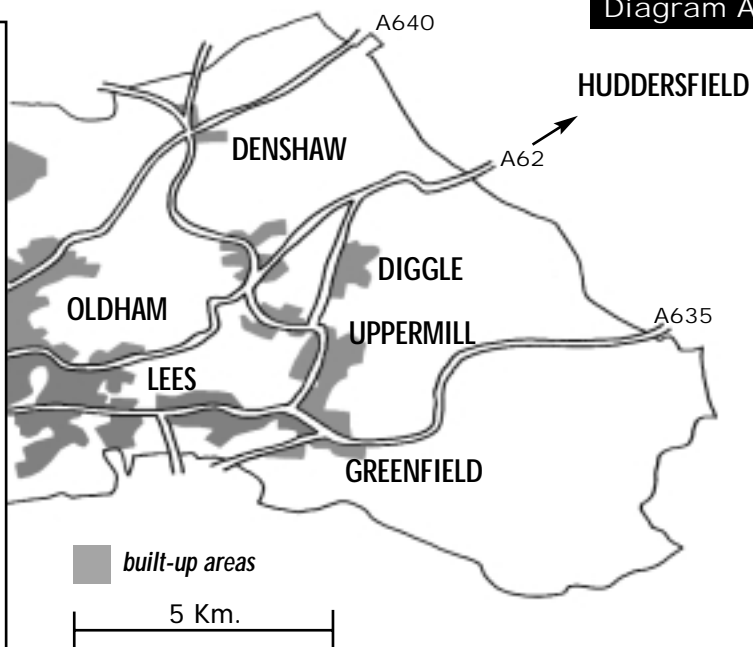 Diagram A
A640
HUDDERSFIELD
DENSHAW
A62
DIGGLE
OLDHAM
UPPERMILL
A635
LEES
GREENFIELD
built-up areas
5 Km.